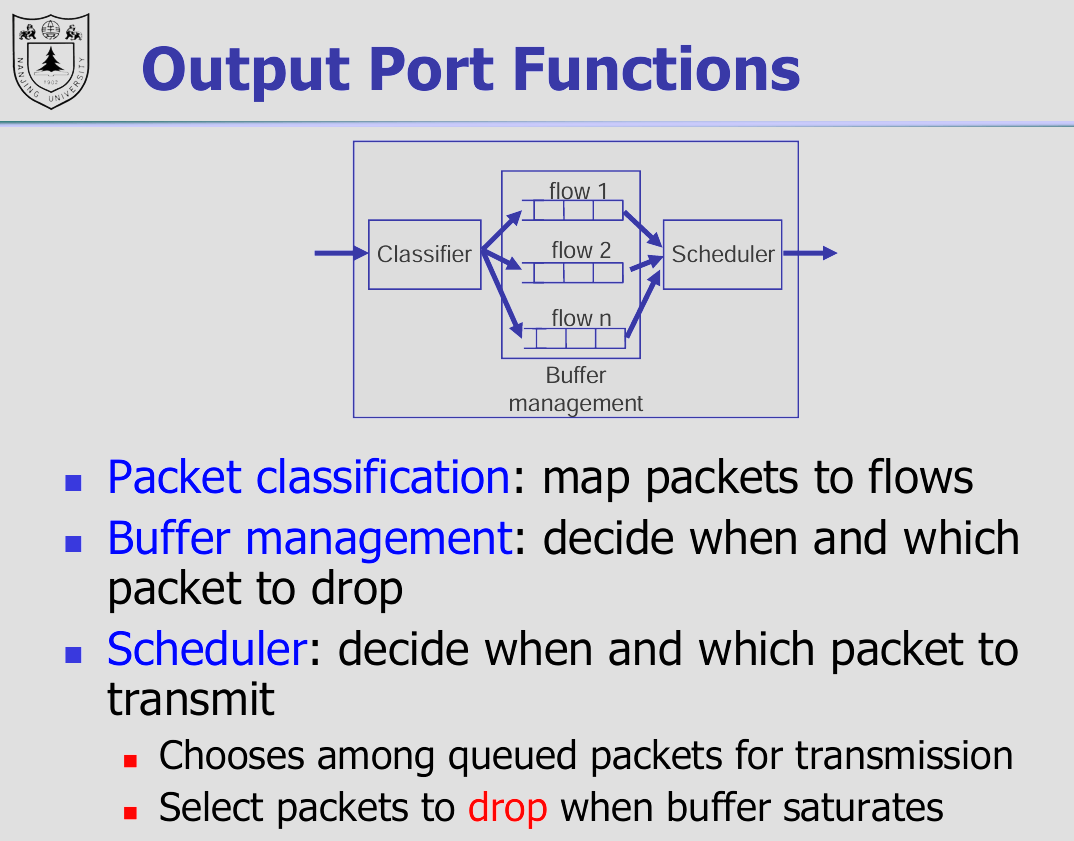 NANJING UNIVERSITY
1902
Output Port Functions
flow 1
Classifier
flow 2
Scheduler
flow n
Buffer
management
Packet classification: map packets to flows
Buffer management: decide when and which
packet to drop
Scheduler: decide when and which packet to
transmit
Chooses among queued packets for transmission
Select packets to drop when buffer saturates